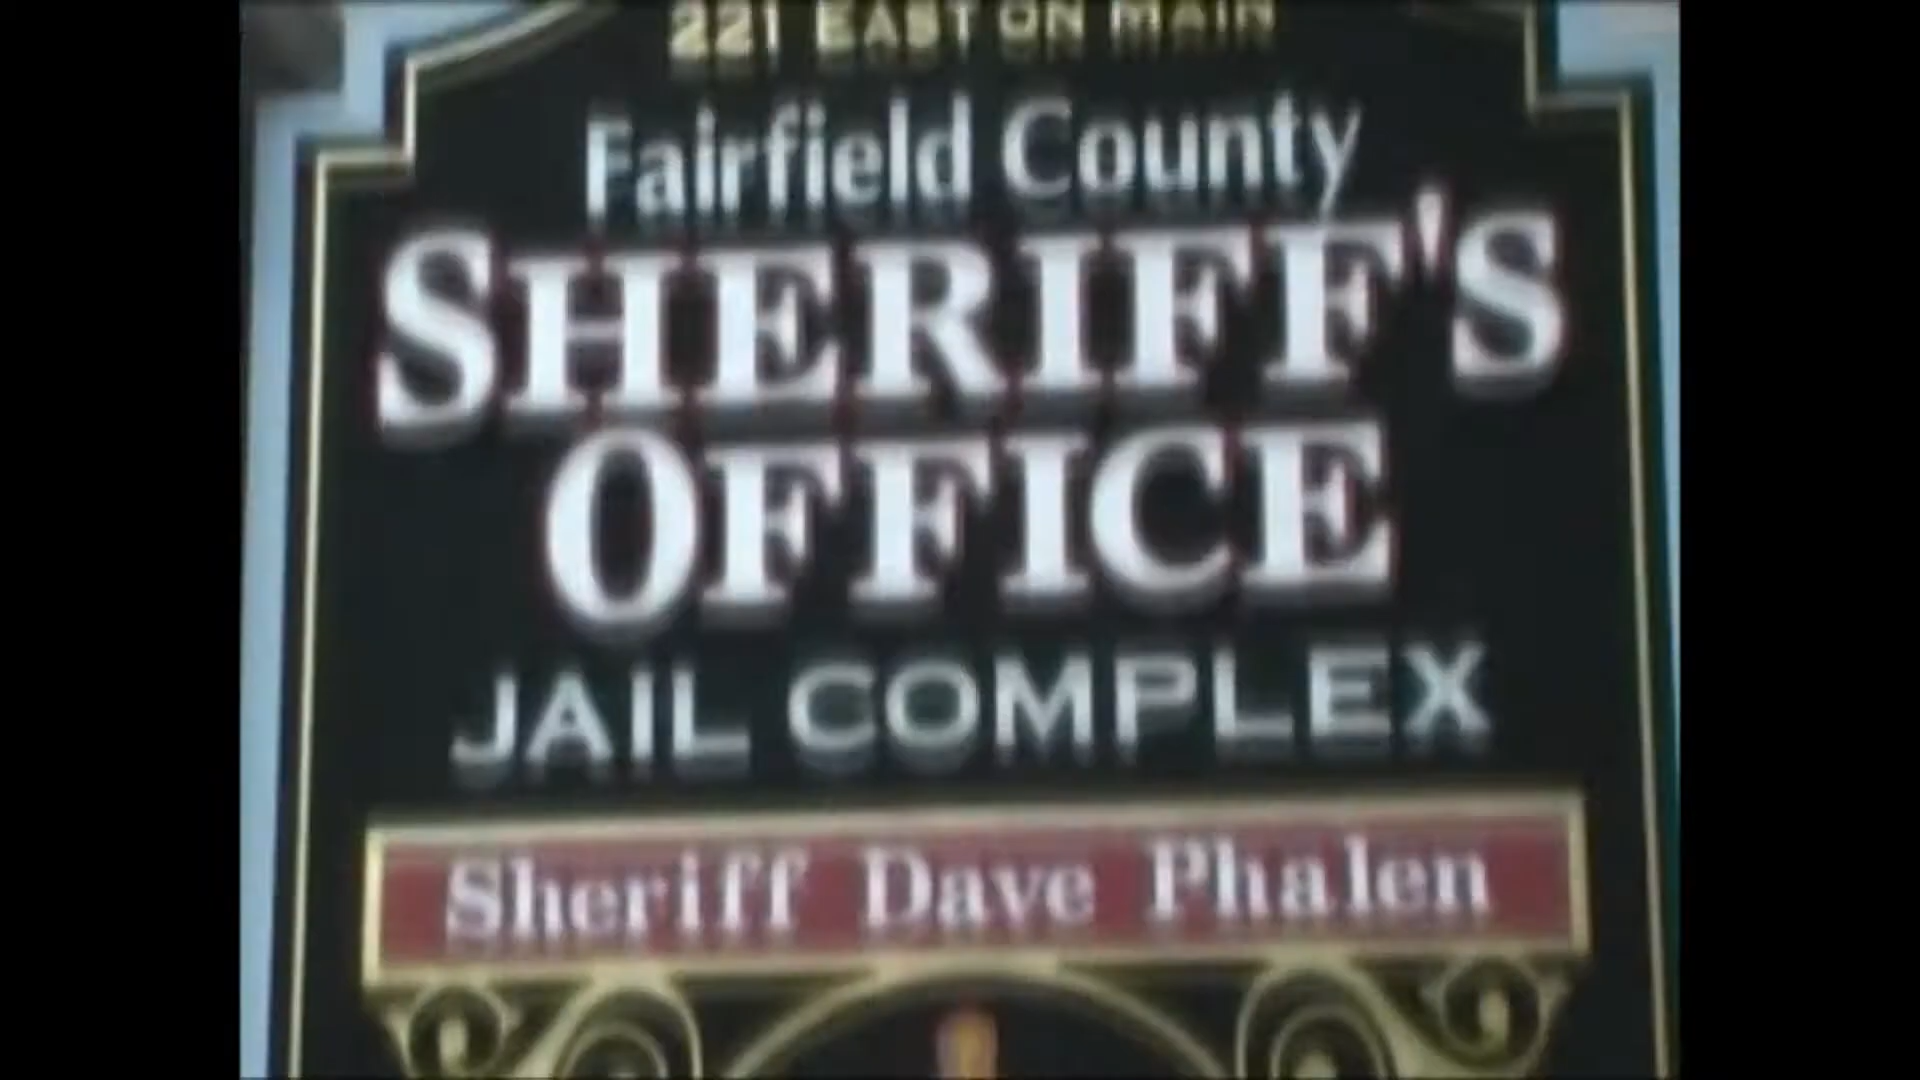 221 EAST ON MAIN
Fairfield County
SHERIFF'S
OFFICE
JAIL COMPLEX
Sheriff Dave Phalen